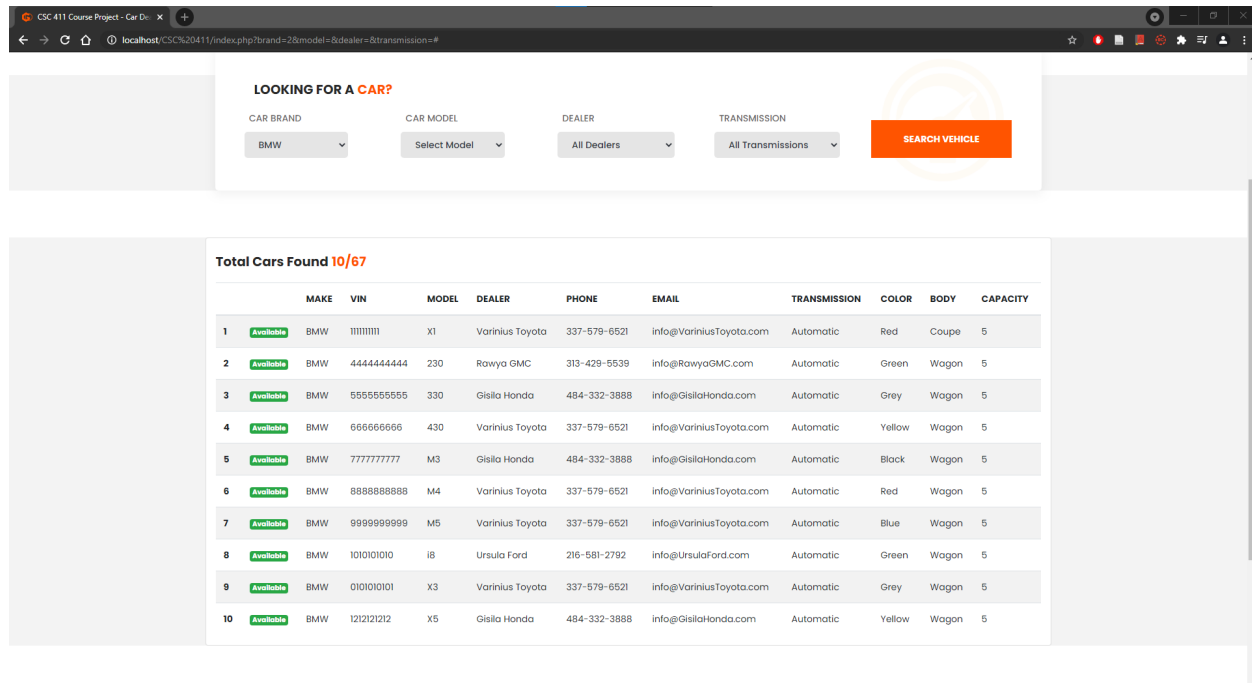 CSC 411 Course Project - Car De
localhost/CSC%20411/index.php?brand=2&model=&dealer=&transmission=#
LOOKING FOR A CAR?
CAR BRAND CAR MODEL DEALER TRANSMISSION
BMW Select Model All Dealers All Transmissions SEARCH VEHICLE
Total Cars Found 10/67
MAKE VIN MODEL DEALER PHONE EMAIL TRANSMISSION COLOR BODY CAPACITY
1 Available BMW 1111111111 X1 Varinius Toyota 337-579-6521 info@VariniusToyota.com Automatic Red Coupe 5
2 Available BMW 4444444444 230 Rawya GMC 313-429-5539 info@RawyaGMC.com Automatic Green Wagon 5
3 Available BMW 5555555555 330 Gisila Honda 484-332-3888 info@GisilaHonda.com Automatic Grey Wagon 5
4 Available BMW 666666666 430 Varinius Toyota 337-579-6521 info@VariniusToyota.com Automatic Yellow Wagon 5
5 Available BMW 7777777777 M3 Gisila Honda 484-332-3888 info@GisilaHonda.com Automatic Black Wagon 5
6 Available BMW 8888888888 M4 Varinius Toyota 337-579-6521 info@VariniusToyota.com Automatic Red Wagon 5
7 Available BMW 9999999999 M5 Varinius Toyota 337-579-6521 info@VariniusToyota.com Automatic Blue Wagon 5
8 Available BMW 1010101010 i8 Ursula Ford 216-581-2792 info@UrsulaFord.com Automatic Green Wagon 5
9 Available BMW 0101010101 X3 Varinius Toyota 337-579-6521 info@VariniusToyota.com Automatic Grey Wagon 5
10 Available BMW 1212121212 X5 Gisila Honda 484-332-3888 info@GisilaHonda.com Automatic Yellow Wagon 5